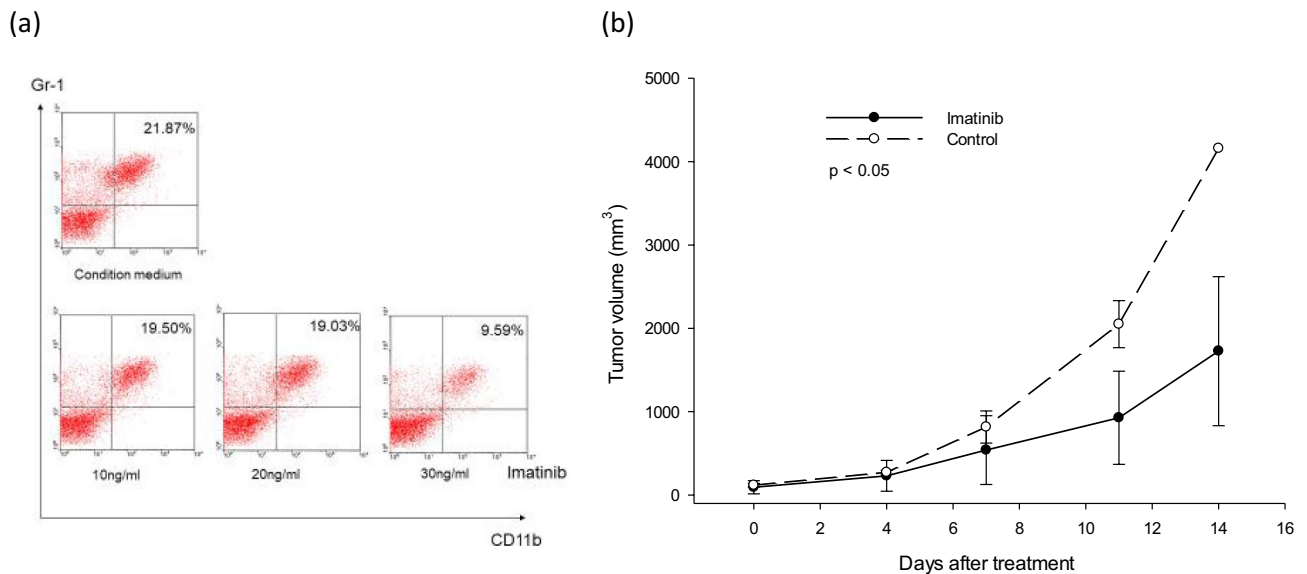 (a)
(b)
Gr-1
21.87%
Condition medium
19.50%
19.03%
9.59%
10ng/ml
20ng/ml
30ng/ml
Imatinib
CD11b
5000
4000
3000
2000
1000
0
Tumor volume (mm³)
Imatinib
Control
p < 0.05
0 2 4 6 8 10 12 14 16
Days after treatment